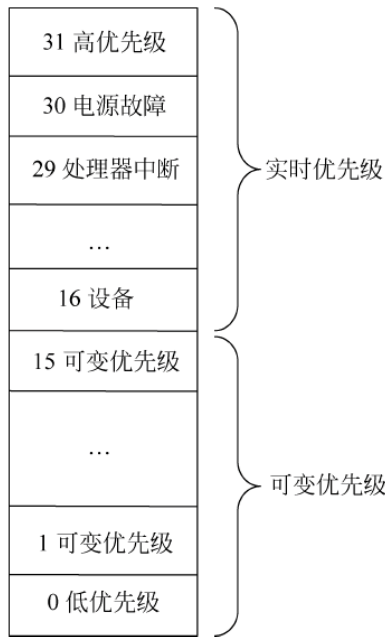 31 高优先级
30 电源故障
29 处理器中断
…
16 设备
实时优先级
15 可变优先级
…
1 可变优先级
0 低优先级
可变优先级